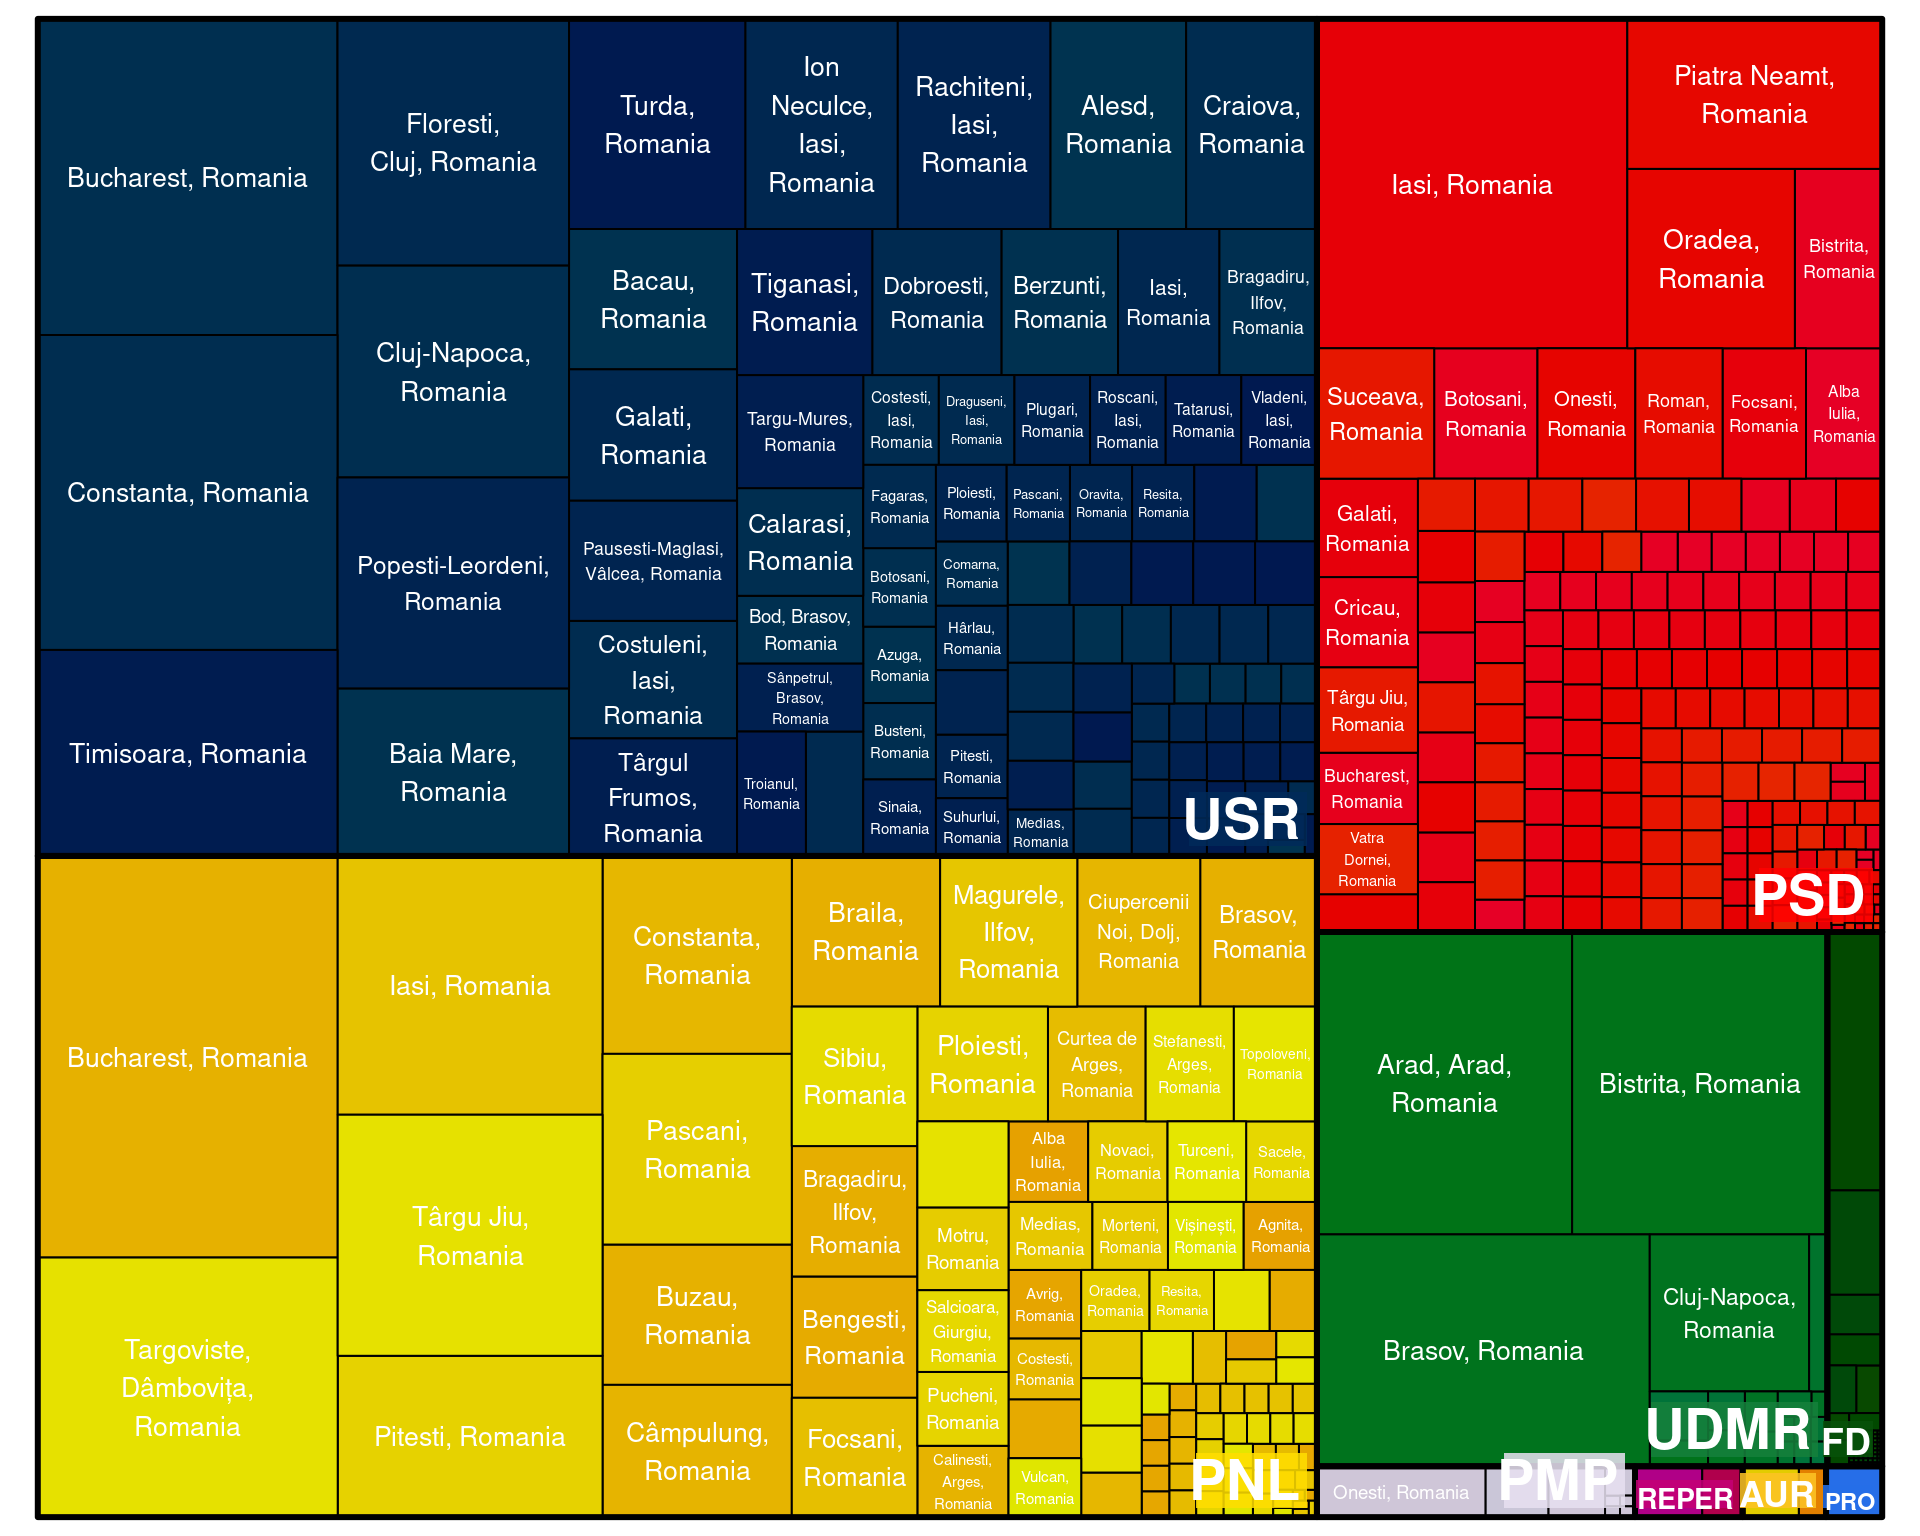 Bucharest, Romania
Constanta, Romania
Timisoara, Romania
Floresti,
Cluj, Romania
Cluj-Napoca,
Romania
Popesti-Leordeni,
Romania
Baia Mare,
Romania
Turda,
Romania
Ion
Neculce,
Iasi,
Romania
Rachiteni,
Iasi,
Romania
Alesd,
Romania
Craiova,
Romania
Bacau,
Romania
Galati,
Romania
Pausesti-Maglasi,
Vâlcea, Romania
Costuleni,
Iasi,
Romania
Târgul
Frumos,
Romania
Tiganasi,
Romania
Dobroesti,
Romania
Berzunti,
Romania
Iasi,
Romania
Bragadiru,
Ilfov,
Romania
Targu-Mures,
Romania
Calarasi,
Romania
Bod, Brasov,
Romania
Sânpetrul,
Brasov,
Romania
Troianul,
Romania
Costesti,
Iasi,
Romania
Draguseni,
Iasi,
Romania
Plugari,
Romania
Roscani,
Iasi,
Romania
Tatarusi,
Romania
Vladeni,
Iasi,
Romania
Fagaras,
Romania
Botosani,
Romania
Azuga,
Romania
Busteni,
Romania
Sinaia,
Romania
Ploiesti,
Romania
Pascani,
Romania
Oravita,
Romania
Resita,
Romania
Comarna,
Romania
Hârlau,
Romania
Pitesti,
Romania
Suhurlui,
Romania
Medias,
Romania
USR
Iasi, Romania
Piatra Neamt,
Romania
Oradea,
Romania
Bistrita,
Romania
Suceava,
Romania
Botosani,
Romania
Onesti,
Romania
Roman,
Romania
Focsani,
Romania
Alba
Iulia,
Romania
Galati,
Romania
Cricau,
Romania
Târgu Jiu,
Romania
Bucharest,
Romania
Vatra
Dornei,
Romania
PSD
Bucharest, Romania
Targoviste,
Dâmbovița,
Romania
Iasi, Romania
Târgu Jiu,
Romania
Pitesti, Romania
Constanta,
Romania
Pascani,
Romania
Buzau,
Romania
Câmpulung,
Romania
Braila,
Romania
Magurele,
Ilfov,
Romania
Ciupercenii
Noi, Dolj,
Romania
Brasov,
Romania
Sibiu,
Romania
Bragadiru,
Ilfov,
Romania
Bengesti,
Romania
Focsani,
Romania
Ploiesti,
Romania
Curtea de
Arges,
Romania
Stefanesti,
Arges,
Romania
Topoloveni,
Romania
Motru,
Romania
Salcioara,
Giurgiu,
Romania
Pucheni,
Romania
Calinesti,
Arges,
Romania
Alba
Iulia,
Romania
Novaci,
Romania
Turceni,
Romania
Sacele,
Romania
Medias,
Romania
Morteni,
Romania
Vișinești,
Romania
Agnita,
Romania
Avrig,
Romania
Oradea,
Romania
Resita,
Romania
Costesti,
Romania
Vulcan,
Romania
PNL
Arad, Arad,
Romania
Bistrita, Romania
Brasov, Romania
Cluj-Napoca,
Romania
UDMR
FD
Onesti, Romania
PMP
REPER
AUR
PRO